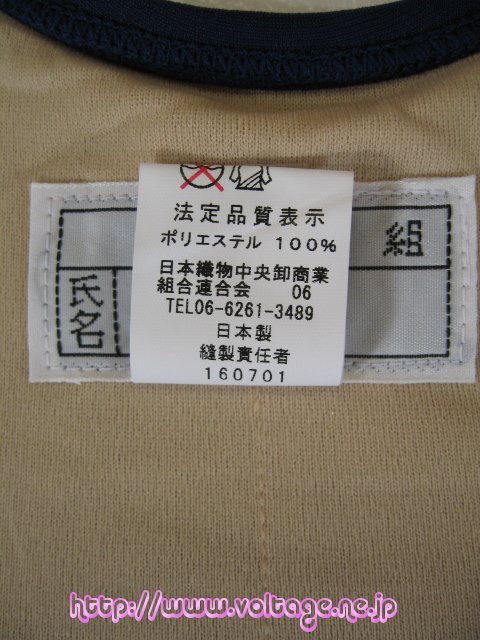 法定品質表示
ポリエステル 100%
日本織物中央卸商業
組合連合会 06
TEL06-6261-3489
日本製
縫製責任者
160701
組
氏名
http://www.voltage.ne.jp